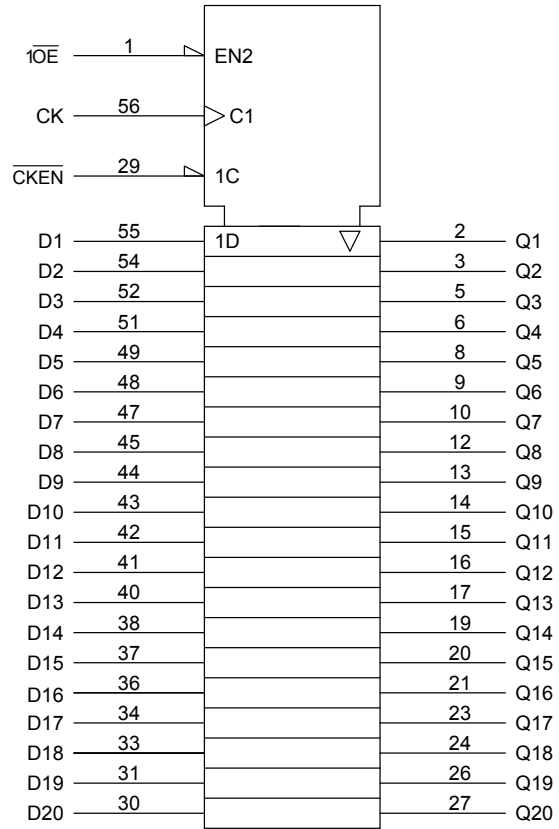 1O̅E̅ 1 EN2
CK 56 C1
C̅K̅E̅N̅ 29 1C
D1 55 1D 2 Q1
D2 54 3 Q2
D3 52 5 Q3
D4 51 6 Q4
D5 49 8 Q5
D6 48 9 Q6
D7 47 10 Q7
D8 45 12 Q8
D9 44 13 Q9
D10 43 14 Q10
D11 42 15 Q11
D12 41 16 Q12
D13 40 17 Q13
D14 38 19 Q14
D15 37 20 Q15
D16 36 21 Q16
D17 34 23 Q17
D18 33 24 Q18
D19 31 26 Q19
D20 30 27 Q20